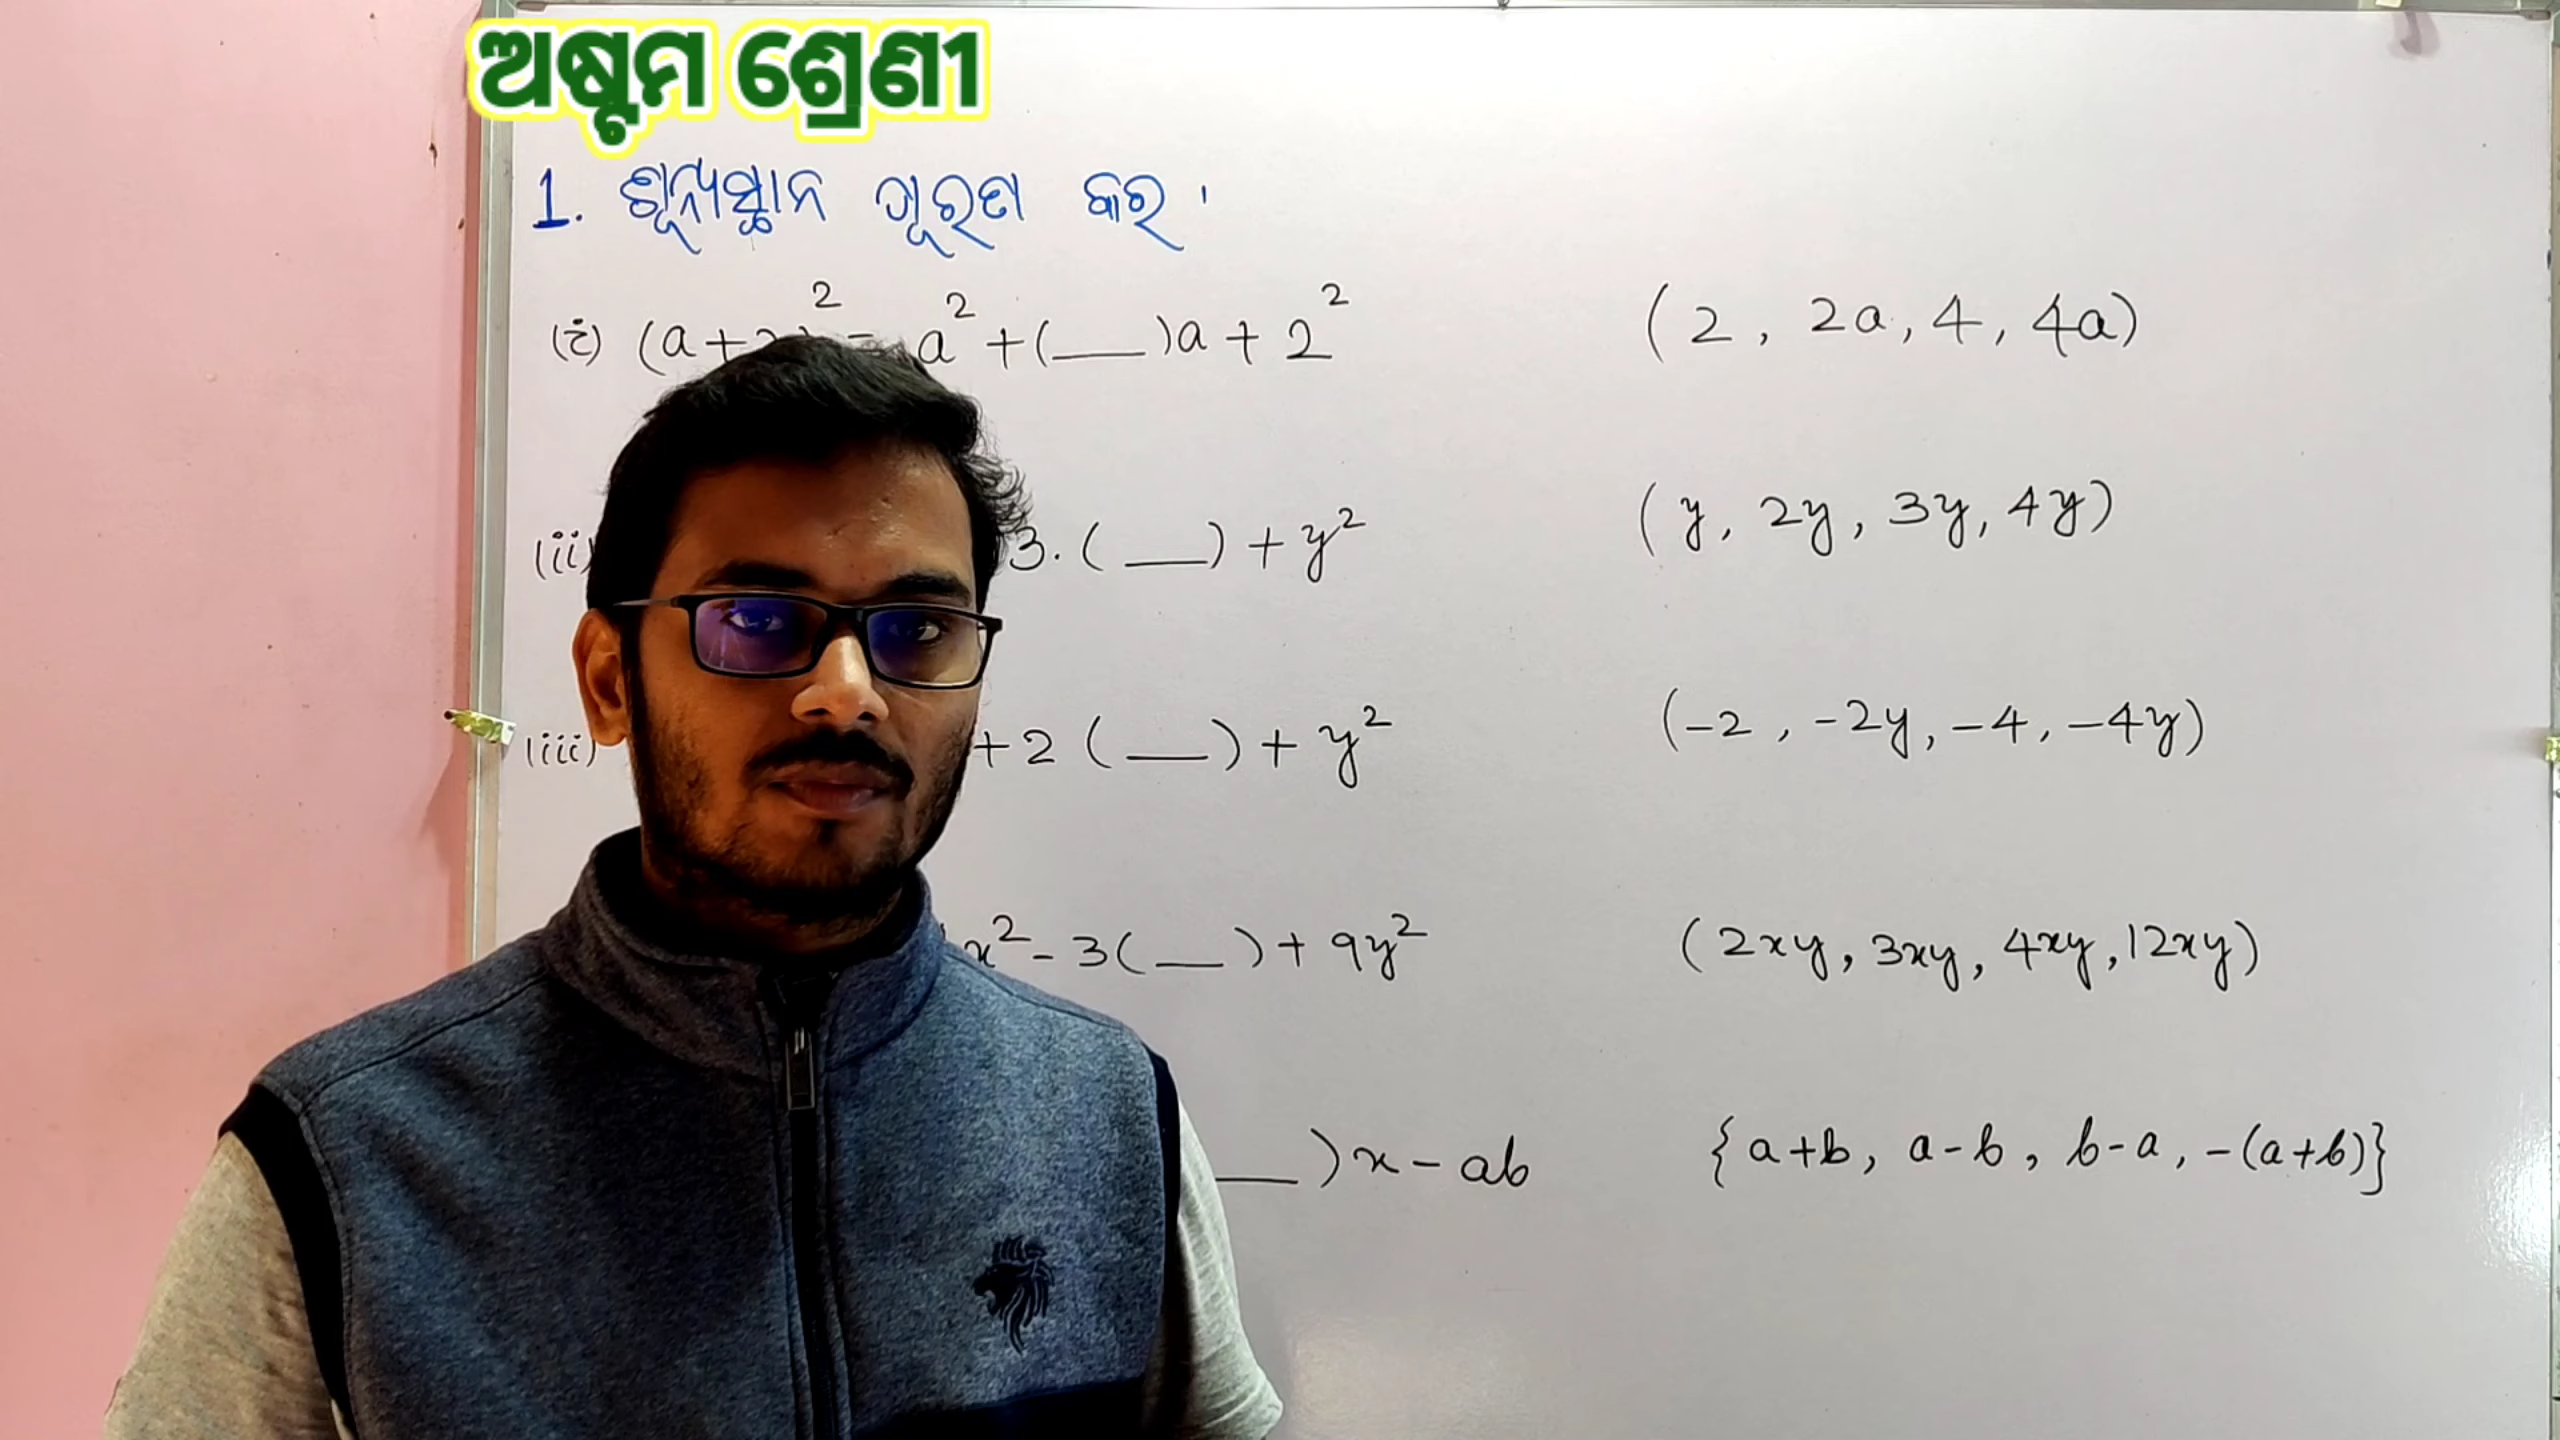 ଅଷ୍ଟମ ଶ୍ରେଣୀ
1. ଶୂନ୍ୟସ୍ଥାନ ପୂରଣ କର ।
(i) (a+ )² = a² + (___)a + 2² (2, 2a, 4, 4a)
(ii) 3. (___) + y² (y, 2y, 3y, 4y)
(iii) +2 (___) + y² (-2, -2y, -4, -4y)
x² - 3(___) + 9y² (2xy, 3xy, 4xy, 12xy)
___)x - ab {a+b, a-b, b-a, -(a+b)}